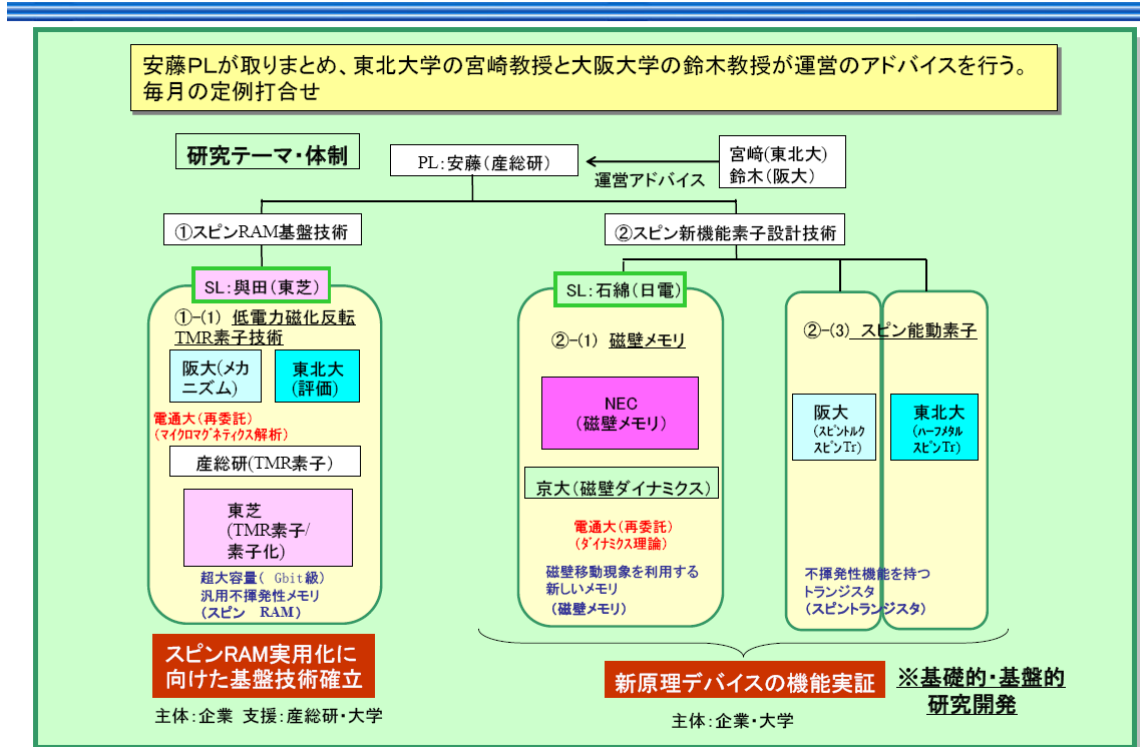 安藤PLが取りまとめ、東北大学の宮崎教授と大阪大学の鈴木教授が運営のアドバイスを行う。
毎月の定例打合せ
研究テーマ・体制
PL:安藤(産総研)
運営アドバイス
宮﨑(東北大)
鈴木(阪大)
①スピンRAM基盤技術
②スピン新機能素子設計技術
SL:與田(東芝)
①-(1) 低電力磁化反転
TMR素子技術
阪大(メカ
ニズム)
東北大
(評価)
電通大(再委託)
(マイクロマグネティクス解析)
産総研(TMR素子)
東芝
(TMR素子/
素子化)
超大容量( Gbit級)
汎用不揮発性メモリ
(スピン RAM)
スピンRAM実用化に
向けた基盤技術確立
主体:企業 支援:産総研・大学
SL:石綿(日電)
②-(1) 磁壁メモリ
NEC
(磁壁メモリ)
京大(磁壁ダイナミクス)
電通大(再委託)
(ダイナミクス理論)
磁壁移動現象を利用する
新しいメモリ
(磁壁メモリ)
②-(3) スピン能動素子
阪大
(スピントルク
スピンTr)
東北大
(ハーフメタル
スピンTr)
不揮発性機能を持つ
トランジスタ
(スピントランジスタ)
新原理デバイスの機能実証
主体:企業・大学
※基礎的・基盤的
研究開発